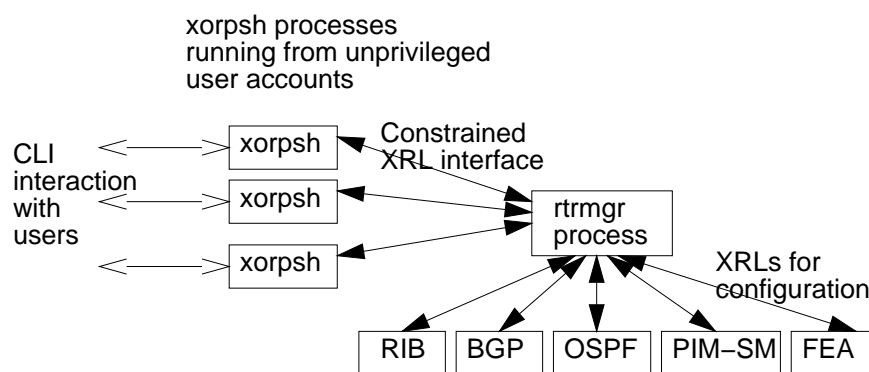 xorpsh processes
running from unprivileged
user accounts
CLI
interaction
with
users
xorpsh
xorpsh
xorpsh
Constrained
XRL interface
rtrmgr
process
XRLs for
configuration
RIB
BGP
OSPF
PIM−SM
FEA